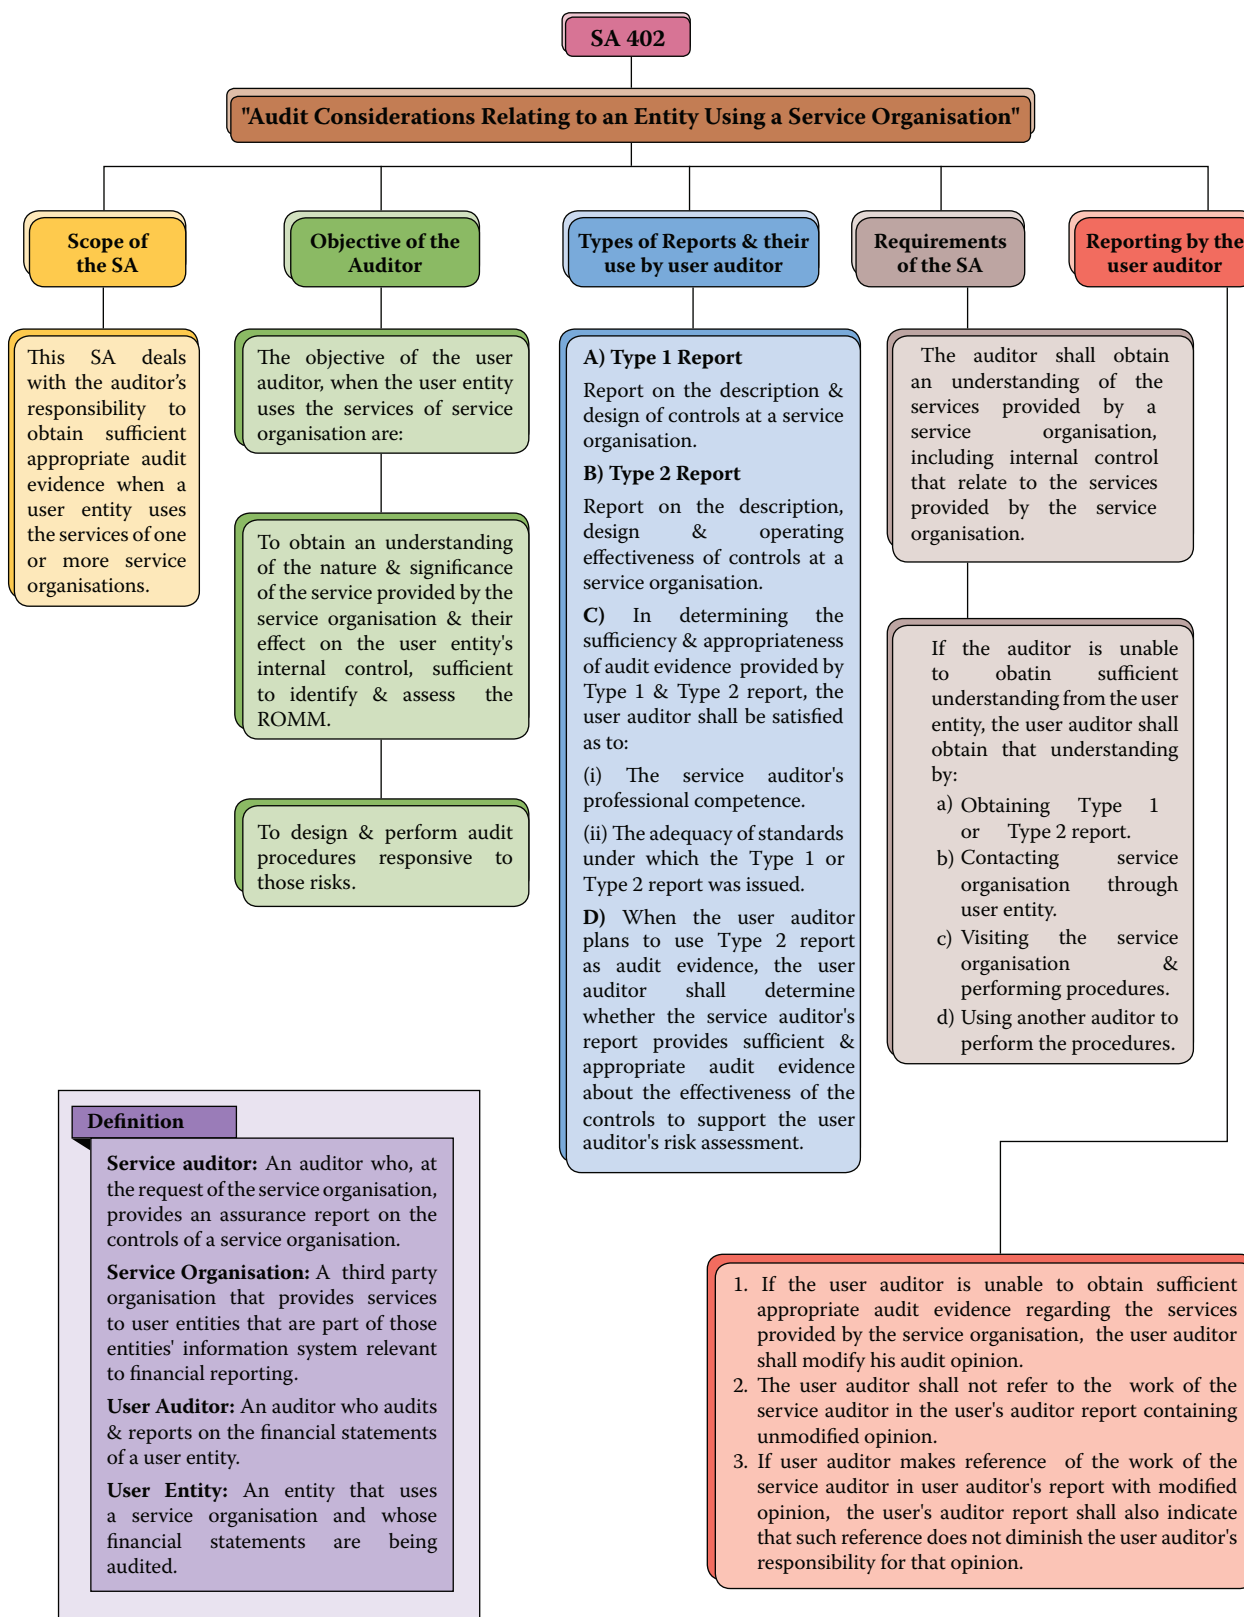 SA 402
"Audit Considerations Relating to an Entity Using a Service Organisation"
Scope of
the SA
This SA deals
with the auditor's
responsibility to
obtain sufficient
appropriate audit
evidence when a
user entity uses
the services of one
or more service
organisations.
Objective of the
Auditor
The objective of the user
auditor, when the user entity
uses the services of service
organisation are:
To obtain an understanding
of the nature & significance
of the service provided by the
service organisation & their
effect on the user entity's
internal control, sufficient
to identify & assess the
ROMM.
To design & perform audit
procedures responsive to
those risks.
Types of Reports & their
use by user auditor
A) Type 1 Report
Report on the description &
design of controls at a service
organisation.
B) Type 2 Report
Report on the description,
design & operating
effectiveness of controls at a
service organisation.
C) In determining the
sufficiency & appropriateness
of audit evidence provided by
Type 1 & Type 2 report, the
user auditor shall be satisfied
as to:
(i) The service auditor's
professional competence.
(ii) The adequacy of standards
under which the Type 1 or
Type 2 report was issued.
D) When the user auditor
plans to use Type 2 report
as audit evidence, the user
auditor shall determine
whether the service auditor's
report provides sufficient &
appropriate audit evidence
about the effectiveness of the
controls to support the user
auditor's risk assessment.
Requirements
of the SA
The auditor shall obtain
an understanding of the
services provided by a
service organisation,
including internal control
that relate to the services
provided by the service
organisation.
If the auditor is unable
to obatin sufficient
understanding from the user
entity, the user auditor shall
obtain that understanding
by:
a) Obtaining Type 1
or Type 2 report.
b) Contacting service
organisation through
user entity.
c) Visiting the service
organisation &
performing procedures.
d) Using another auditor to
perform the procedures.
Reporting by the
user auditor
1. If the user auditor is unable to obtain sufficient
appropriate audit evidence regarding the services
provided by the service organisation, the user auditor
shall modify his audit opinion.
2. The user auditor shall not refer to the work of the
service auditor in the user's auditor report containing
unmodified opinion.
3. If user auditor makes reference of the work of the
service auditor in user auditor's report with modified
opinion, the user's auditor report shall also indicate
that such reference does not diminish the user auditor's
responsibility for that opinion.
Definition
Service auditor: An auditor who, at
the request of the service organisation,
provides an assurance report on the
controls of a service organisation.
Service Organisation: A third party
organisation that provides services
to user entities that are part of those
entities' information system relevant
to financial reporting.
User Auditor: An auditor who audits
& reports on the financial statements
of a user entity.
User Entity: An entity that uses
a service organisation and whose
financial statements are being
audited.